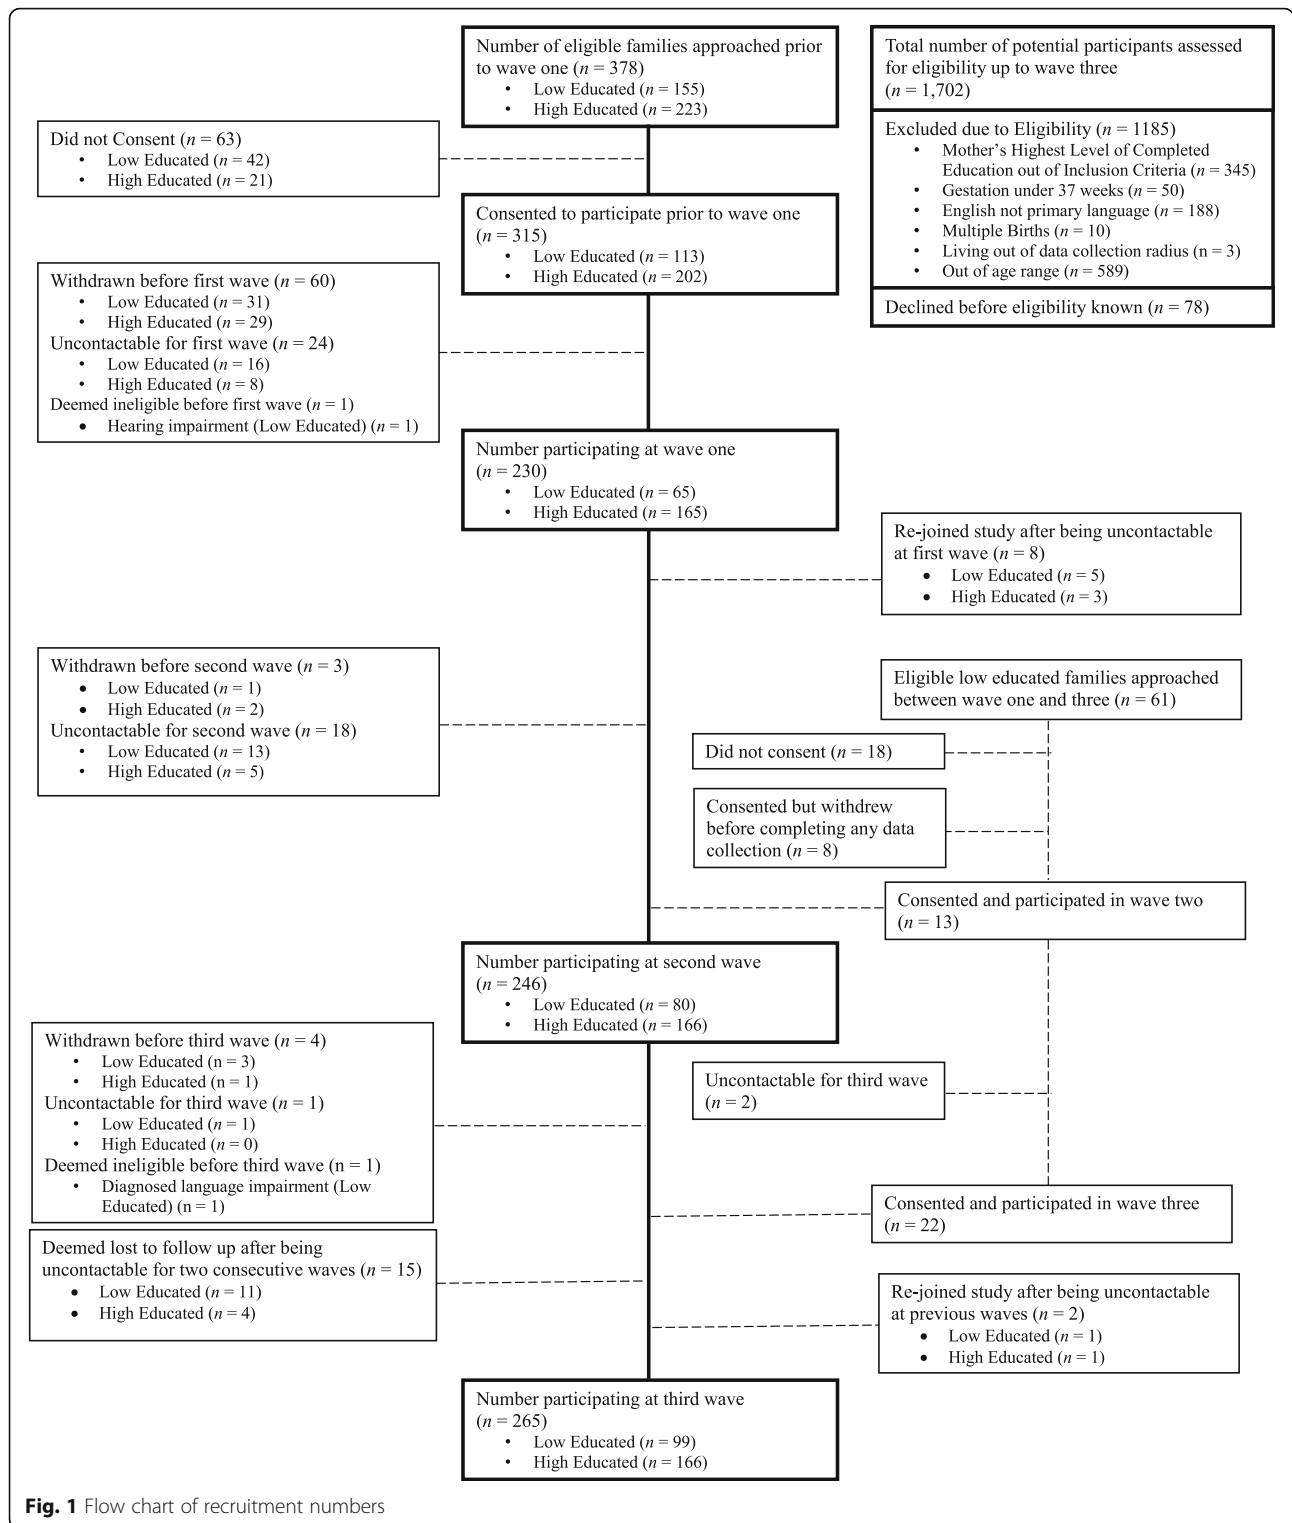 Number of eligible families approached prior
to wave one (n = 378)
• Low Educated (n = 155)
• High Educated (n = 223)
Total number of potential participants assessed
for eligibility up to wave three
(n = 1,702)
Excluded due to Eligibility (n = 1185)
• Mother's Highest Level of Completed
Education out of Inclusion Criteria (n = 345)
• Gestation under 37 weeks (n = 50)
• English not primary language (n = 188)
• Multiple Births (n = 10)
• Living out of data collection radius (n = 3)
• Out of age range (n = 589)
Declined before eligibility known (n = 78)
Did not Consent (n = 63)
• Low Educated (n = 42)
• High Educated (n = 21)
Consented to participate prior to wave one
(n = 315)
• Low Educated (n = 113)
• High Educated (n = 202)
Withdrawn before first wave (n = 60)
• Low Educated (n = 31)
• High Educated (n = 29)
Uncontactable for first wave (n = 24)
• Low Educated (n = 16)
• High Educated (n = 8)
Deemed ineligible before first wave (n = 1)
• Hearing impairment (Low Educated) (n = 1)
Number participating at wave one
(n = 230)
• Low Educated (n = 65)
• High Educated (n = 165)
Re-joined study after being uncontactable
at first wave (n = 8)
• Low Educated (n = 5)
• High Educated (n = 3)
Withdrawn before second wave (n = 3)
• Low Educated (n = 1)
• High Educated (n = 2)
Uncontactable for second wave (n = 18)
• Low Educated (n = 13)
• High Educated (n = 5)
Eligible low educated families approached
between wave one and three (n = 61)
Did not consent (n = 18)
Consented but withdrew
before completing any data
collection (n = 8)
Consented and participated in wave two
(n = 13)
Number participating at second wave
(n = 246)
• Low Educated (n = 80)
• High Educated (n = 166)
Withdrawn before third wave (n = 4)
• Low Educated (n = 3)
• High Educated (n = 1)
Uncontactable for third wave (n = 1)
• Low Educated (n = 1)
• High Educated (n = 0)
Deemed ineligible before third wave (n = 1)
• Diagnosed language impairment (Low
Educated) (n = 1)
Uncontactable for third wave
(n = 2)
Consented and participated in wave three
(n = 22)
Deemed lost to follow up after being
uncontactable for two consecutive waves (n = 15)
• Low Educated (n = 11)
• High Educated (n = 4)
Re-joined study after being uncontactable
at previous waves (n = 2)
• Low Educated (n = 1)
• High Educated (n = 1)
Number participating at third wave
(n = 265)
• Low Educated (n = 99)
• High Educated (n = 166)
Fig. 1 Flow chart of recruitment numbers